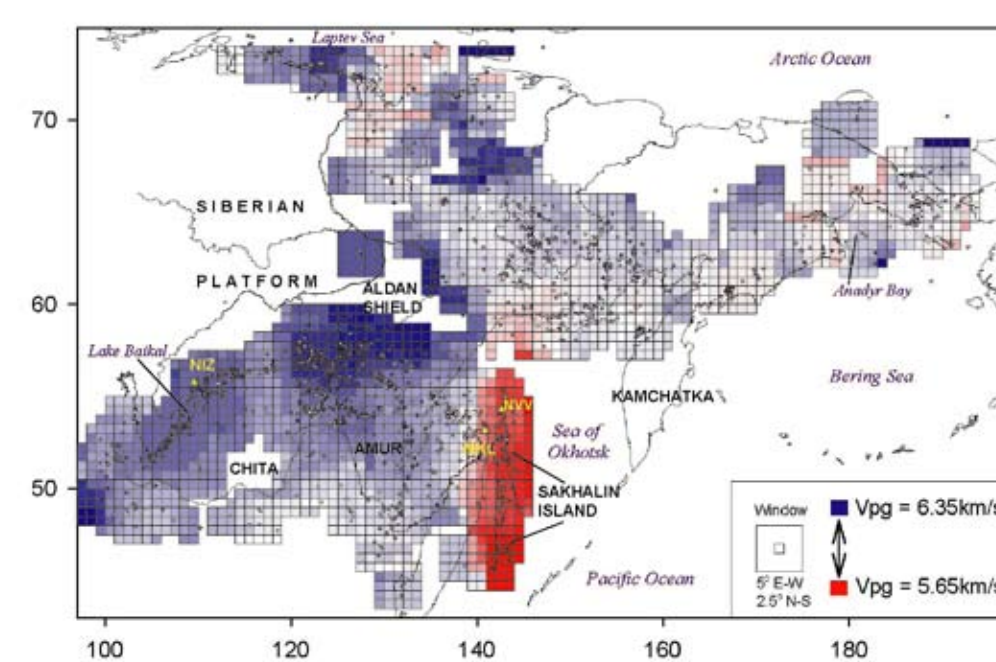 Laptev Sea
Arctic Ocean
70
SIBERIAN
PLATFORM
ALDAN
SHIELD
Anadyr Bay
60
Lake Baikal
NIZ
Bering Sea
KAMCHATKA
NVV
Sea of
Okhotsk
AMUR
CHITA
50
SAKHALIN
ISLAND
Window
Vpg = 6.35km/s
5° E-W
2.5° N-S
Vpg = 5.65km/s
Pacific Ocean
100
120
140
160
180